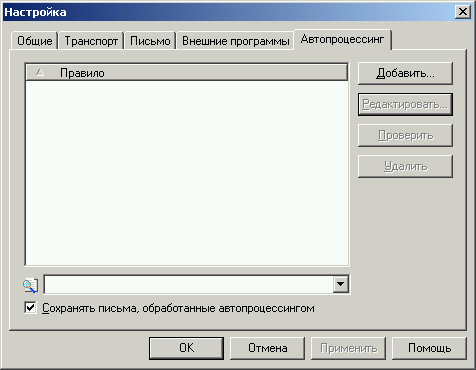 Настройка
Общие Транспорт Письмо Внешние программы Автопроцессинг
Правило
Добавить...
Редактировать...
Проверить
Удалить
Сохранять письма, обработанные автопроцессингом
OK Отмена Применить Помощь